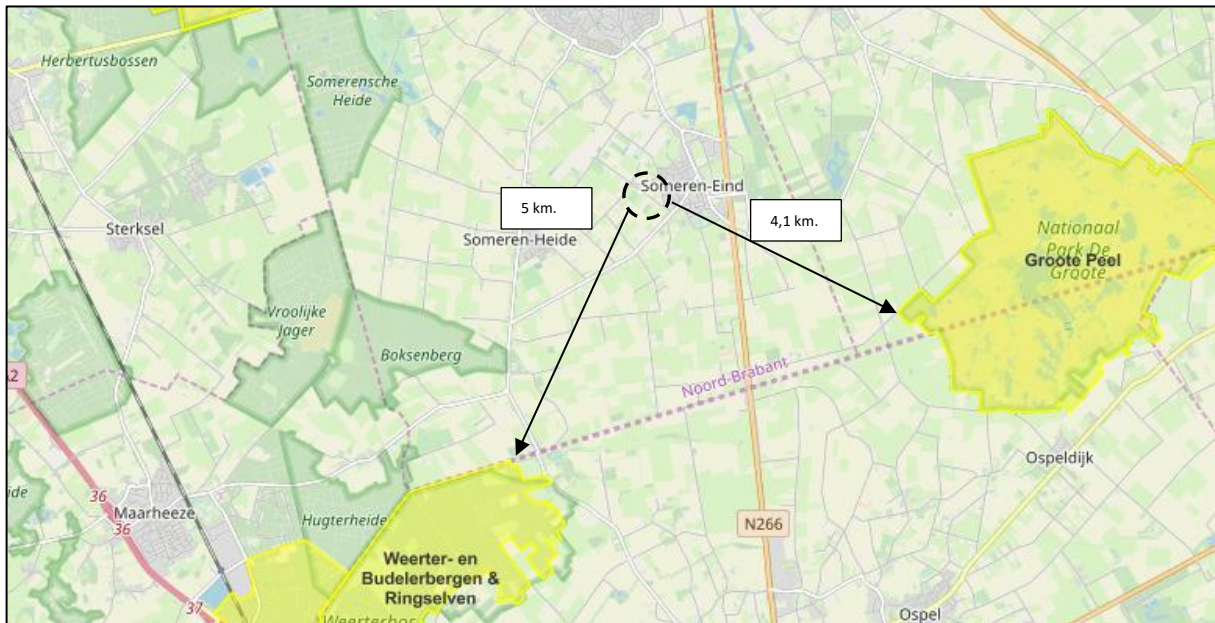 Herbertusbossen
Somerensche
Heide
Someren-Eind
5 km.
4,1 km.
Sterksel
Someren-Heide
Nationaal
Park De
Groote Peel
Groote
Vroolijke
Jager
Boksenberg
Noord-Brabant
A2
Ospeldijk
36
36
Maarheeze
Hugterheide
N266
Weerter- en
Budelerbergen &
Ringselven
37
Ospel